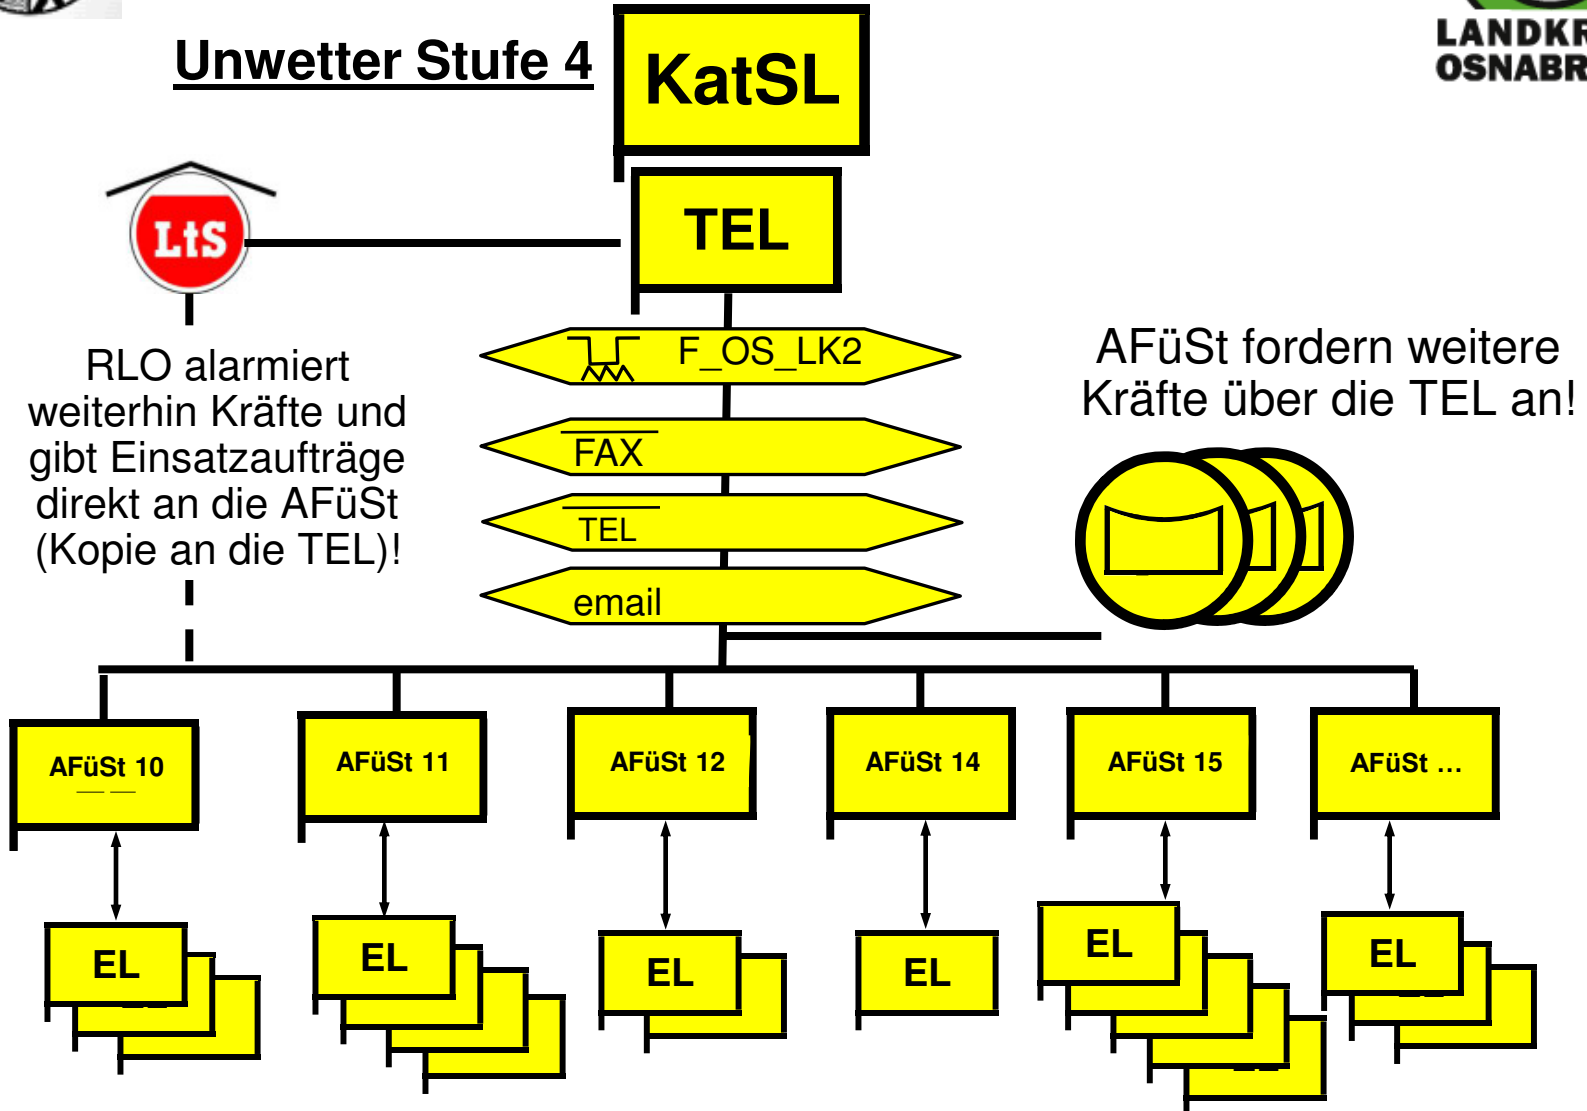 Unwetter Stufe 4
KatSL
LANDKR
OSNABR
LtS
TEL
RLO alarmiert
weiterhin Kräfte und
gibt Einsatzaufträge
direkt an die AFüSt
(Kopie an die TEL)!
F_OS_LK2
FAX
TEL
email
AFüSt fordern weitere
Kräfte über die TEL an!
AFüSt 10
AFüSt 11
AFüSt 12
AFüSt 14
AFüSt 15
AFüSt ...
EL
EL
EL
EL
EL
EL